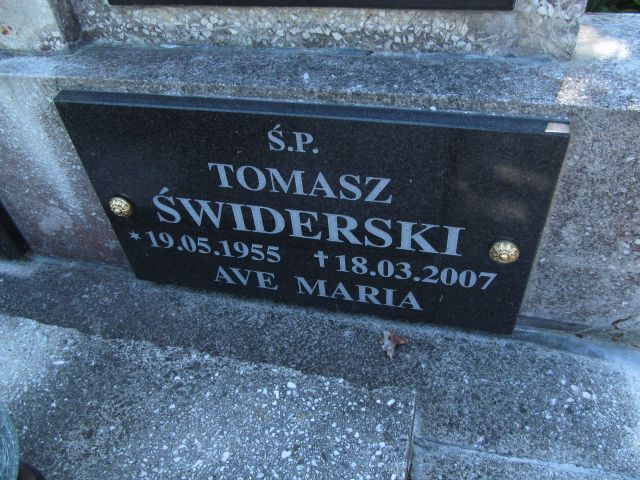 Ś.P.
TOMASZ
ŚWIDERSKI
* 19.05.1955 † 18.03.2007
AVE MARIA